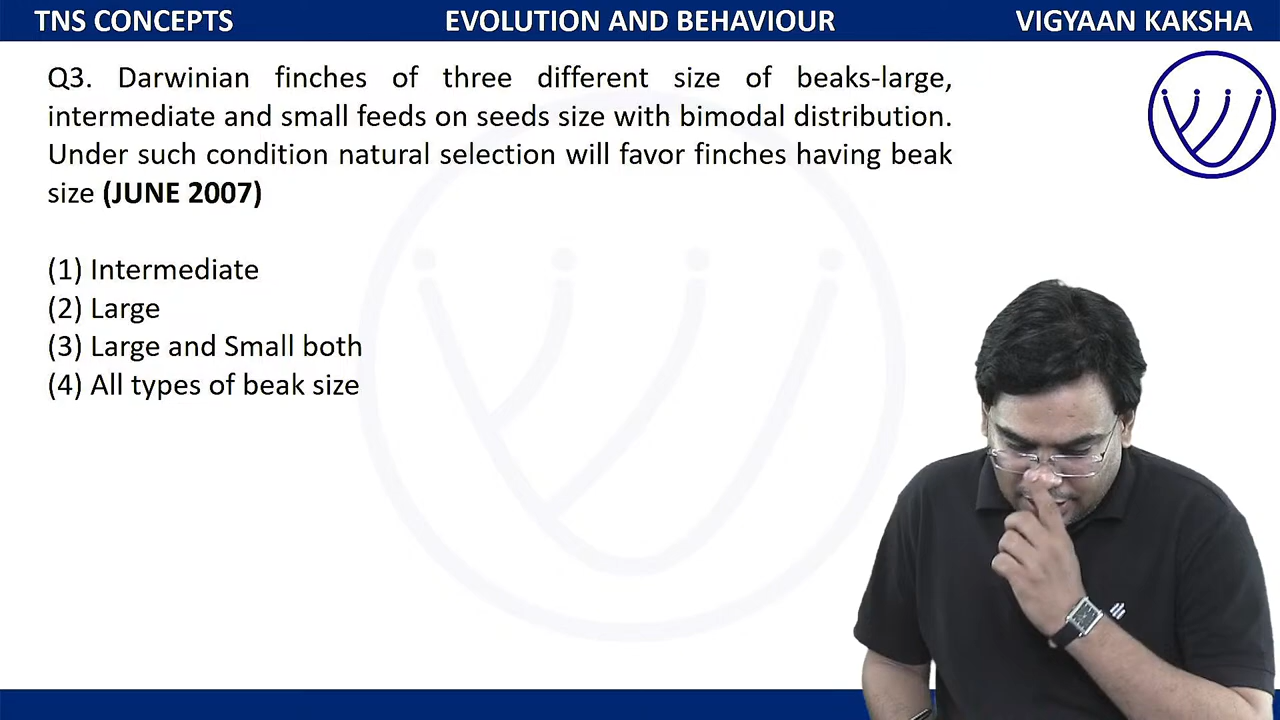 TNS CONCEPTS EVOLUTION AND BEHAVIOUR VIGYAAN KAKSHA
Q3. Darwinian finches of three different size of beaks-large,
intermediate and small feeds on seeds size with bimodal distribution.
Under such condition natural selection will favor finches having beak
size (JUNE 2007)
(1) Intermediate
(2) Large
(3) Large and Small both
(4) All types of beak size